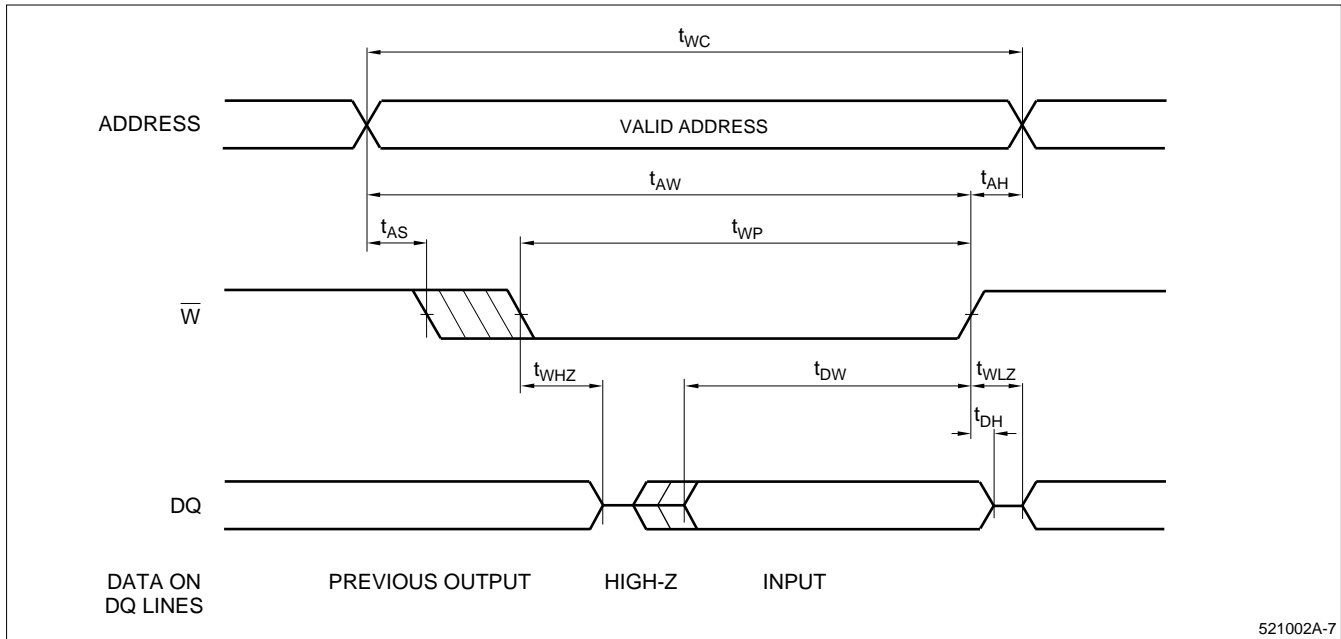 tWC
ADDRESS
VALID ADDRESS
tAW
tAH
tAS
tWP
W
tWHZ
tDW
tWLZ
tDH
DQ
DATA ON
DQ LINES
PREVIOUS OUTPUT
HIGH-Z
INPUT
521002A-7